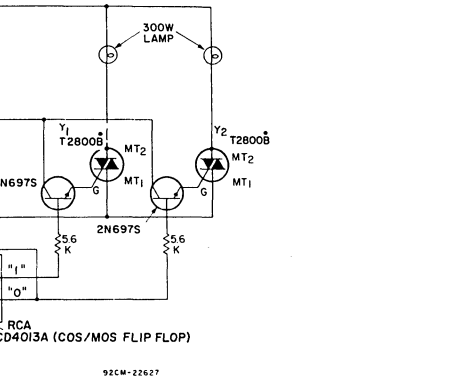 300W
LAMP
Y1
T2800B
MT2
MT1
G
Y2
T2800B
MT2
MT1
G
N697S
2N697S
5.6
K
5.6
K
"1"
"0"
RCA
CD4013A (COS/MOS FLIP FLOP)
92CM-22627